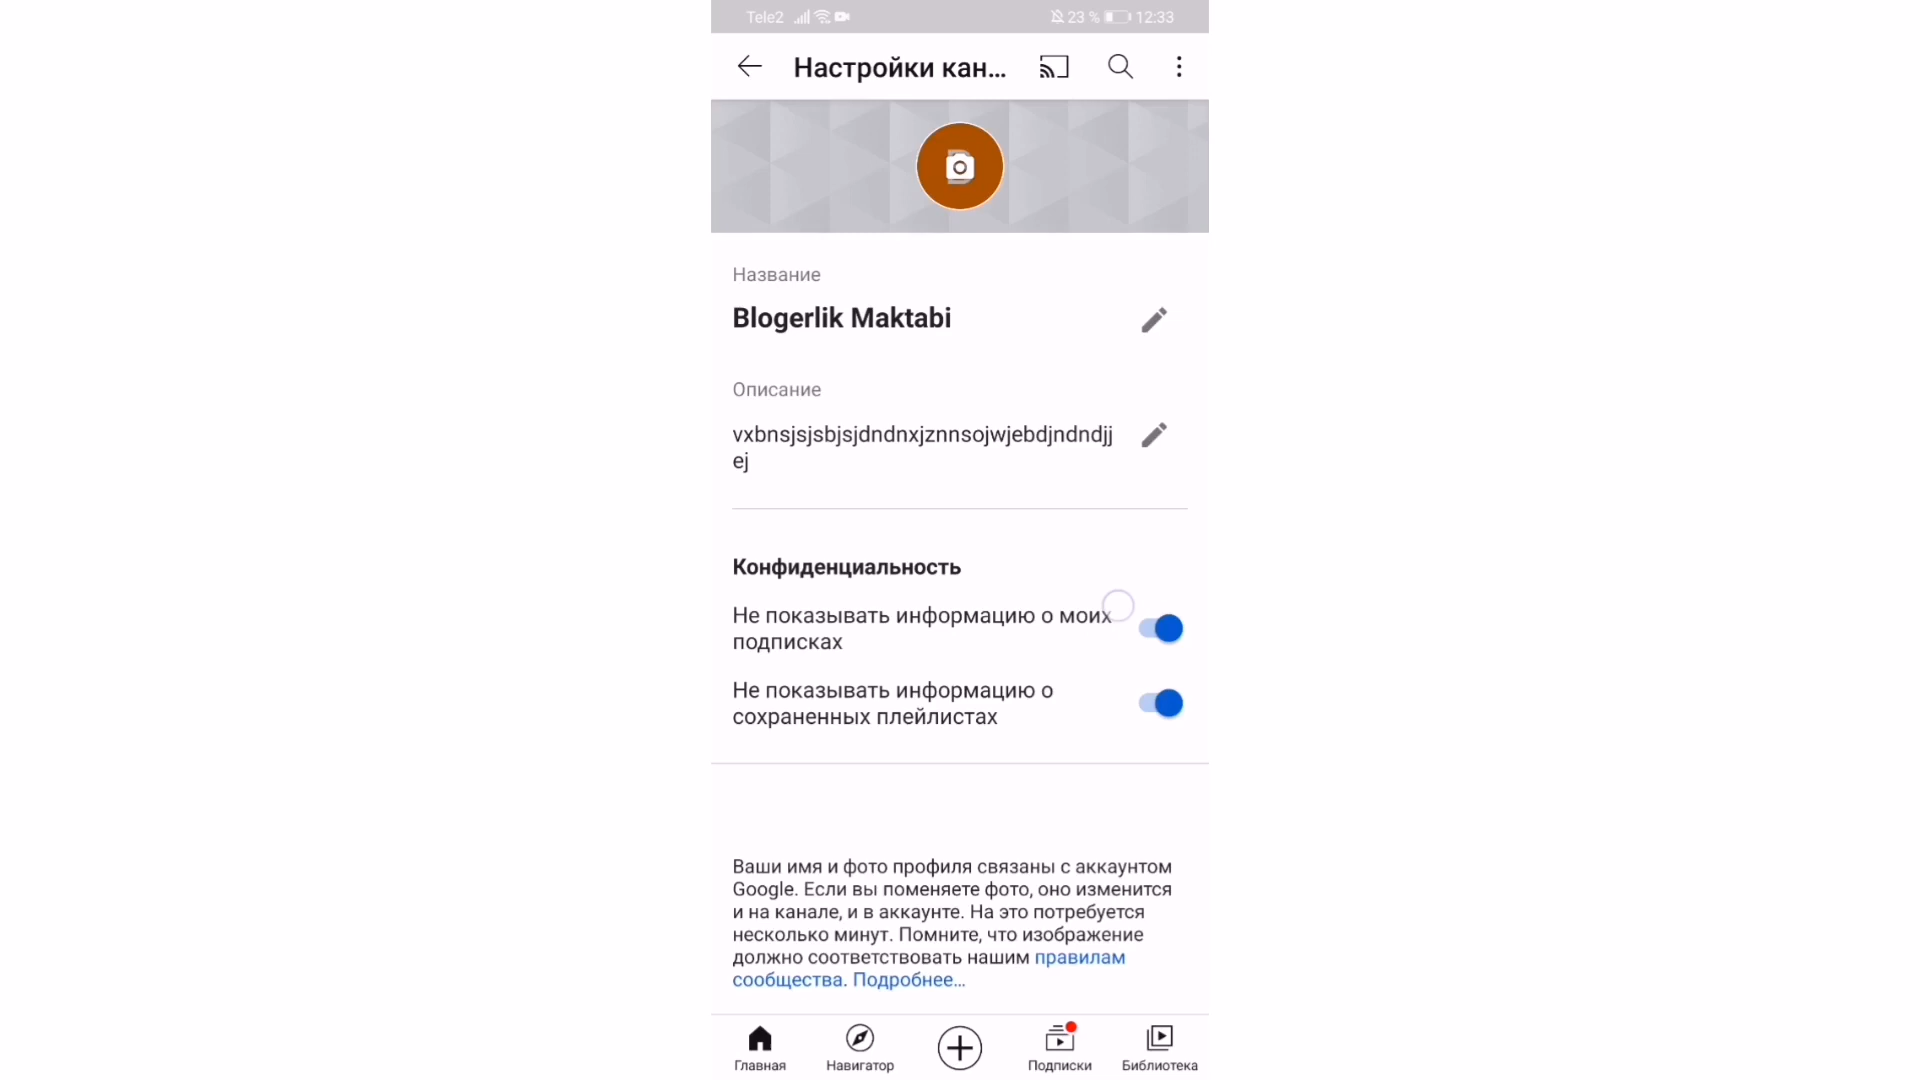 Tele2 23 % 12:33
Настройки кан...
Название
Blogerlik Maktabi
Описание
vxbnsjsjsbjsjdndnxjznnsojwjebdjndndjj
ej
Конфиденциальность
Не показывать информацию о моих
подписках
Не показывать информацию о
сохраненных плейлистах
Ваши имя и фото профиля связаны с аккаунтом
Google. Если вы поменяете фото, оно изменится
и на канале, и в аккаунте. На это потребуется
несколько минут. Помните, что изображение
должно соответствовать нашим правилам
сообщества. Подробнее...
Главная Навигатор Подписки Библиотека